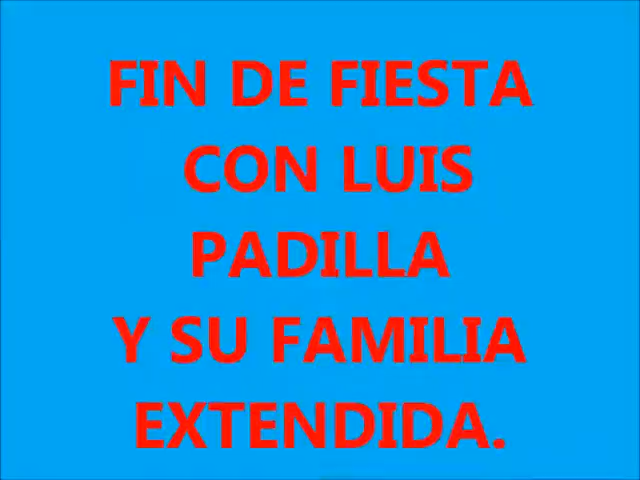 FIN DE FIESTA
CON LUIS
PADILLA
Y SU FAMILIA
EXTENDIDA.